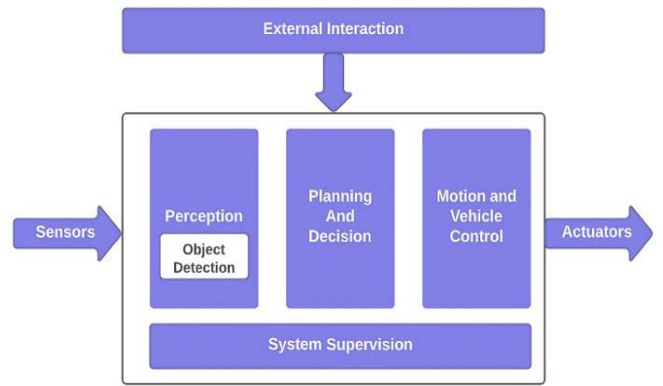 External Interaction
Sensors
Perception
Object
Detection
Planning
And
Decision
Motion and
Vehicle
Control
Actuators
System Supervision